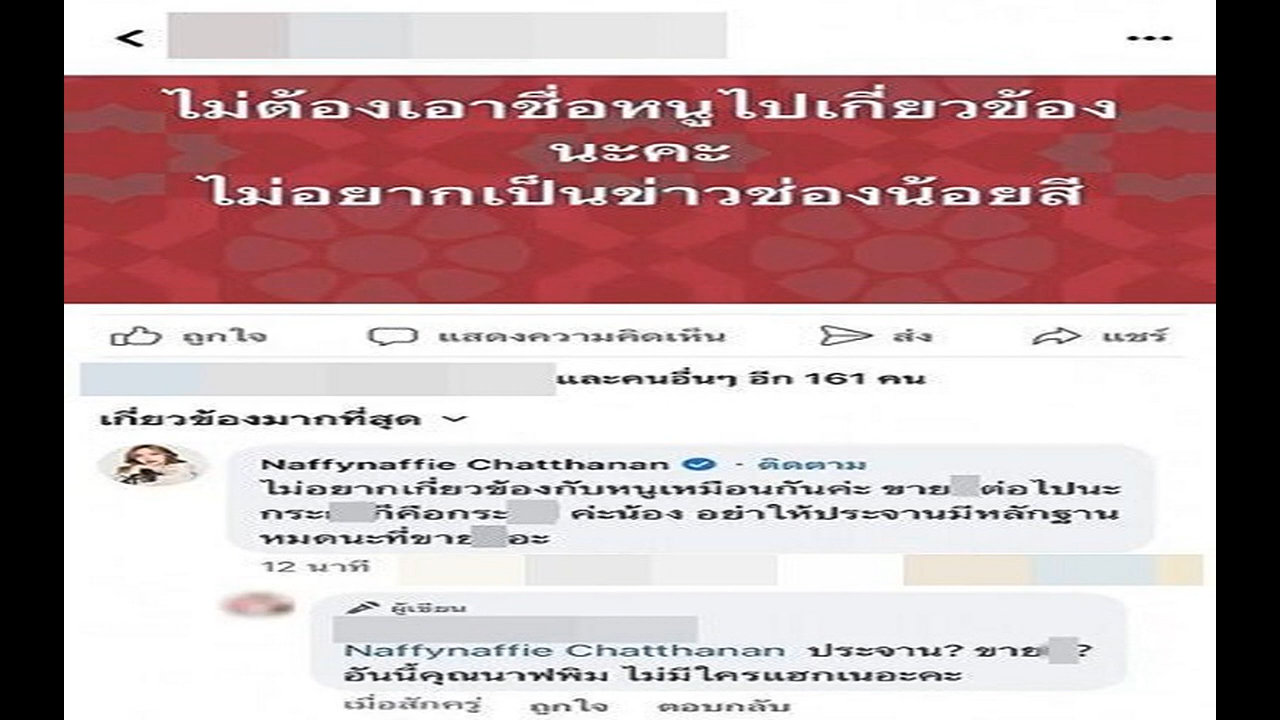 ไม่ต้องเอาชื่อหนูไปเกี่ยวข้อง
นะคะ
ไม่อยากเป็นข่าวช่องน้อยสี
ถูกใจ แสดงความคิดเห็น ส่ง แชร์
และคนอื่นๆ อีก 161 คน
เกี่ยวข้องมากที่สุด
Naffynaffie Chatthanan · ติดตาม
ไม่อยากเกี่ยวข้องกับหนูเหมือนกันค่ะ ขาย ต่อไปนะ
กระ ก็คือกระ ค่ะน้อง อย่าให้ประจานมีหลักฐาน
หมดนะที่ขาย อะ
12 นาที
ผู้เขียน
Naffynaffie Chatthanan ประจาน? ขาย ?
อันนี้คุณนาฟพิม ไม่มีใครแฮกเนอะคะ
เมื่อสักครู่ ถูกใจ ตอบกลับ